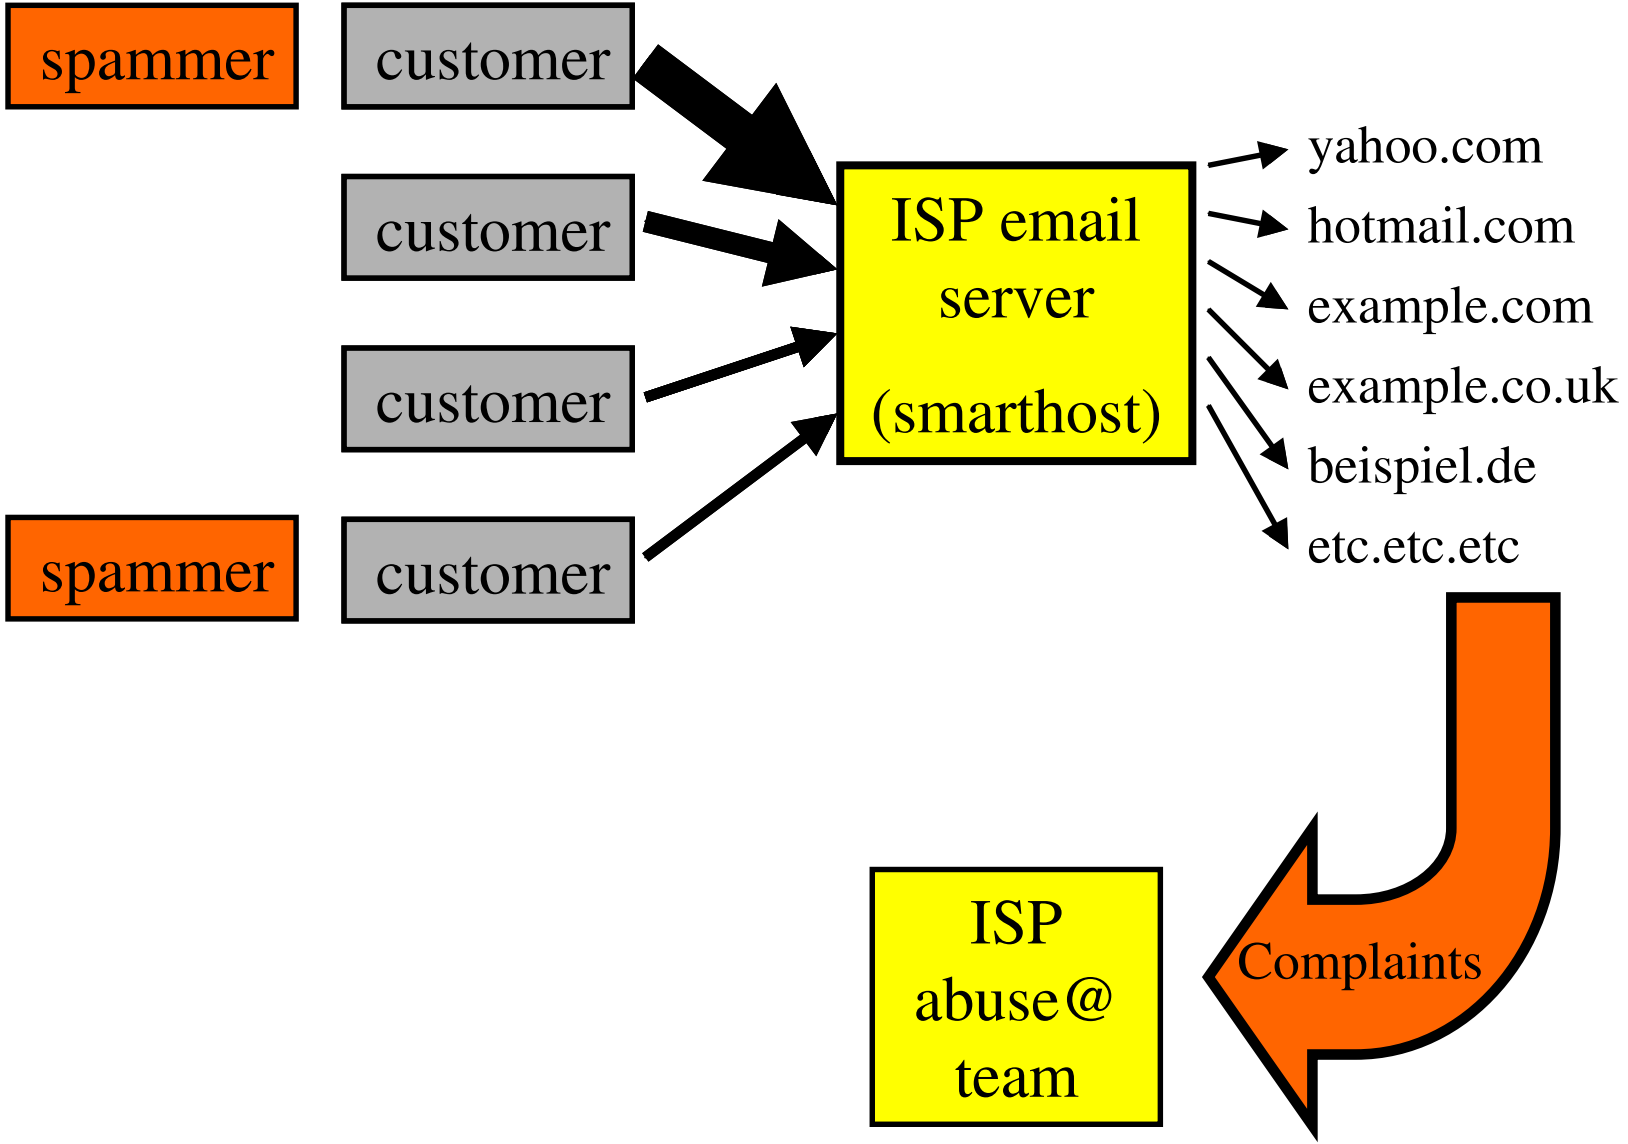 spammer
customer
customer
customer
spammer
customer
ISP email
server
(smarthost)
yahoo.com
hotmail.com
example.com
example.co.uk
beispiel.de
etc.etc.etc
Complaints
ISP
abuse@
team